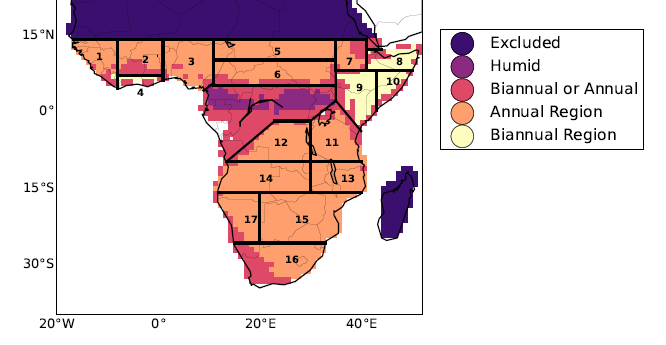 15°N
0°
15°S
30°S
20°W 0° 20°E 40°E
1 2 3 5 7 8
6 9 10
4
12 11
14 13
17 15
16
Excluded
Humid
Biannual or Annual
Annual Region
Biannual Region